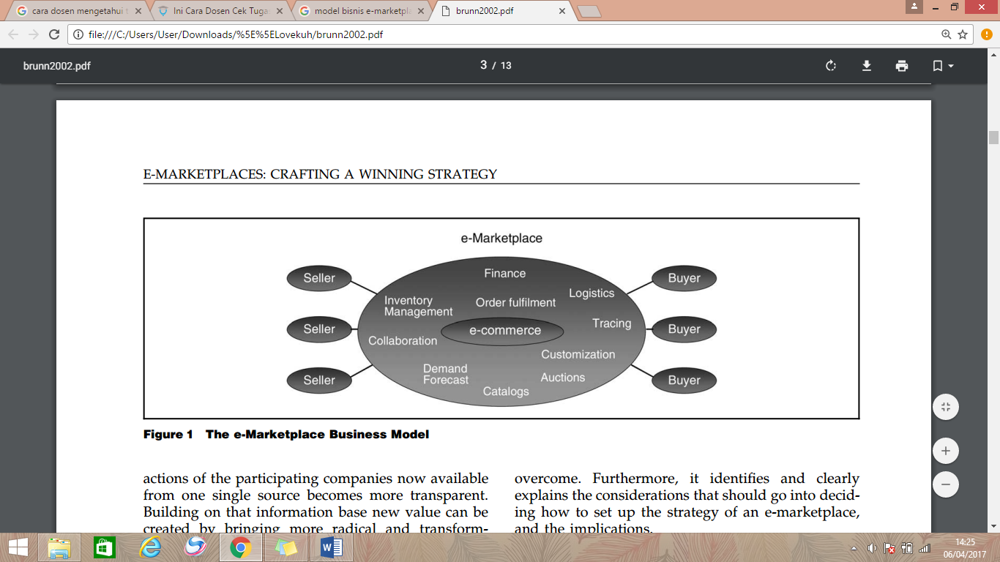 cara dosen mengetahui t
Ini Cara Dosen Cek Tuga
model bisnis e-marketpla
brunn2002.pdf
file:///C:/Users/User/Downloads/%5E%5ELovekuh/brunn2002.pdf
brunn2002.pdf
3 / 13
E-MARKETPLACES: CRAFTING A WINNING STRATEGY
e-Marketplace
Seller
Finance
Buyer
Logistics
Inventory
Management
Order fulfilment
Seller
e-commerce
Tracing
Buyer
Collaboration
Customization
Demand
Forecast
Auctions
Seller
Catalogs
Buyer
Figure 1 The e-Marketplace Business Model
actions of the participating companies now available
from one single source becomes more transparent.
Building on that information base new value can be
created by bringing more radical and transform-
overcome. Furthermore, it identifies and clearly
explains the considerations that should go into decid-
ing how to set up the strategy of an e-marketplace,
and the implications.
14:25
06/04/2017